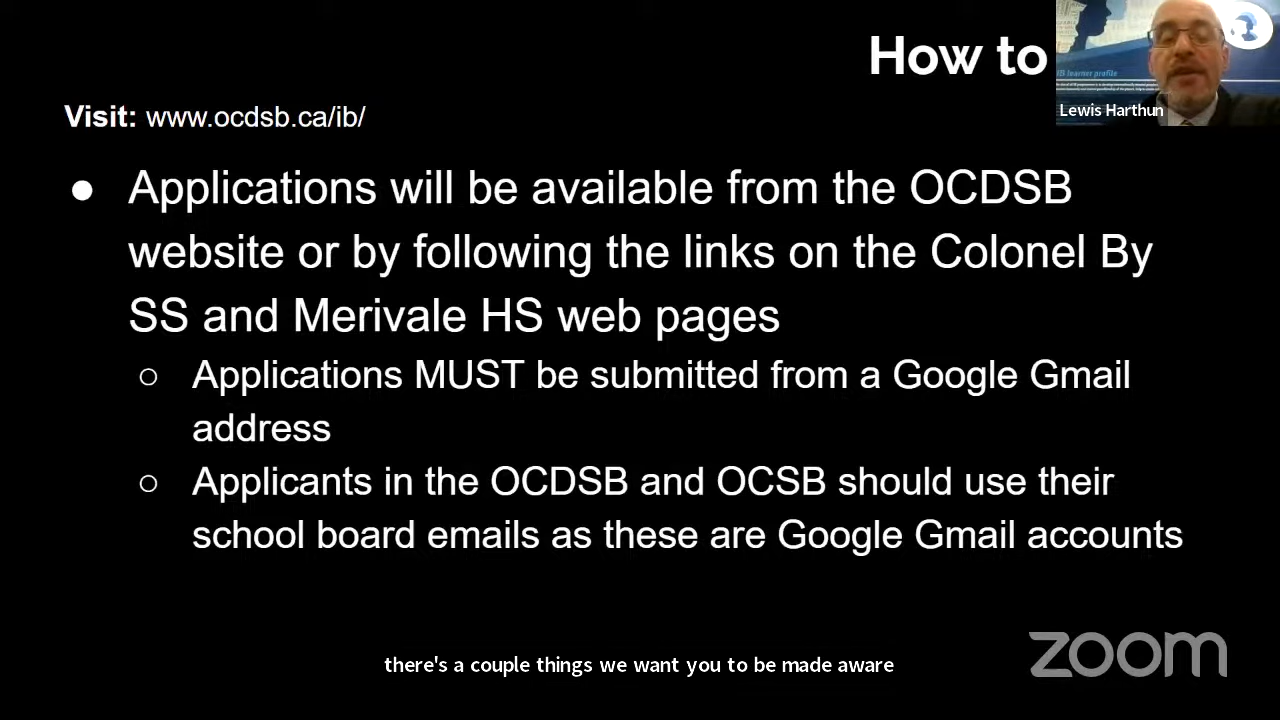 How to
Visit: www.ocdsb.ca/ib/
IB learner profile
Lewis Harthun
● Applications will be available from the OCDSB
website or by following the links on the Colonel By
SS and Merivale HS web pages
○ Applications MUST be submitted from a Google Gmail
address
○ Applicants in the OCDSB and OCSB should use their
school board emails as these are Google Gmail accounts
there's a couple things we want you to be made aware
zoom